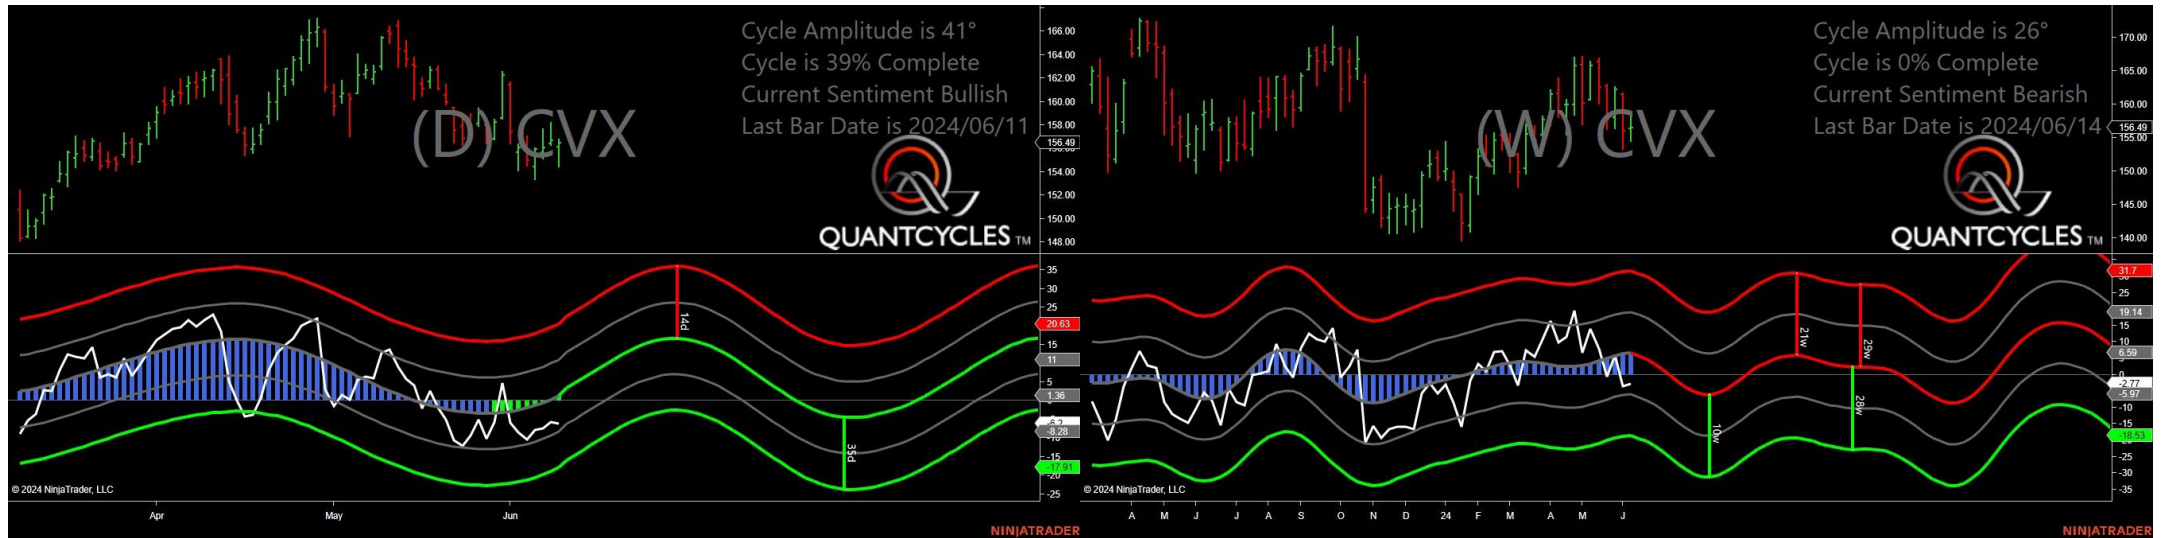 Cycle Amplitude is 41°
Cycle is 39% Complete
Current Sentiment Bullish
Last Bar Date is 2024/06/11
(D) CVX
QUANTCYCLES TM
166.00
164.00
162.00
160.00
158.00
156.49
154.00
152.00
150.00
148.00
35
30
25
20.63
15
11
5
1.36
-8.28
-15
-17.91
-20
-25
14d
35d
© 2024 NinjaTrader, LLC
Apr May Jun
NINJATRADER
Cycle Amplitude is 26°
Cycle is 0% Complete
Current Sentiment Bearish
Last Bar Date is 2024/06/14
(W) CVX
QUANTCYCLES TM
170.00
165.00
160.00
156.49
155.00
150.00
145.00
140.00
31.7
25
19.14
15
10
6.59
0
-2.77
-5.97
-10
-15
-18.53
-25
-30
-35
21w
29w
10w
28w
© 2024 NinjaTrader, LLC
A M J J A S O N D 24 F M A M J
NINJATRADER